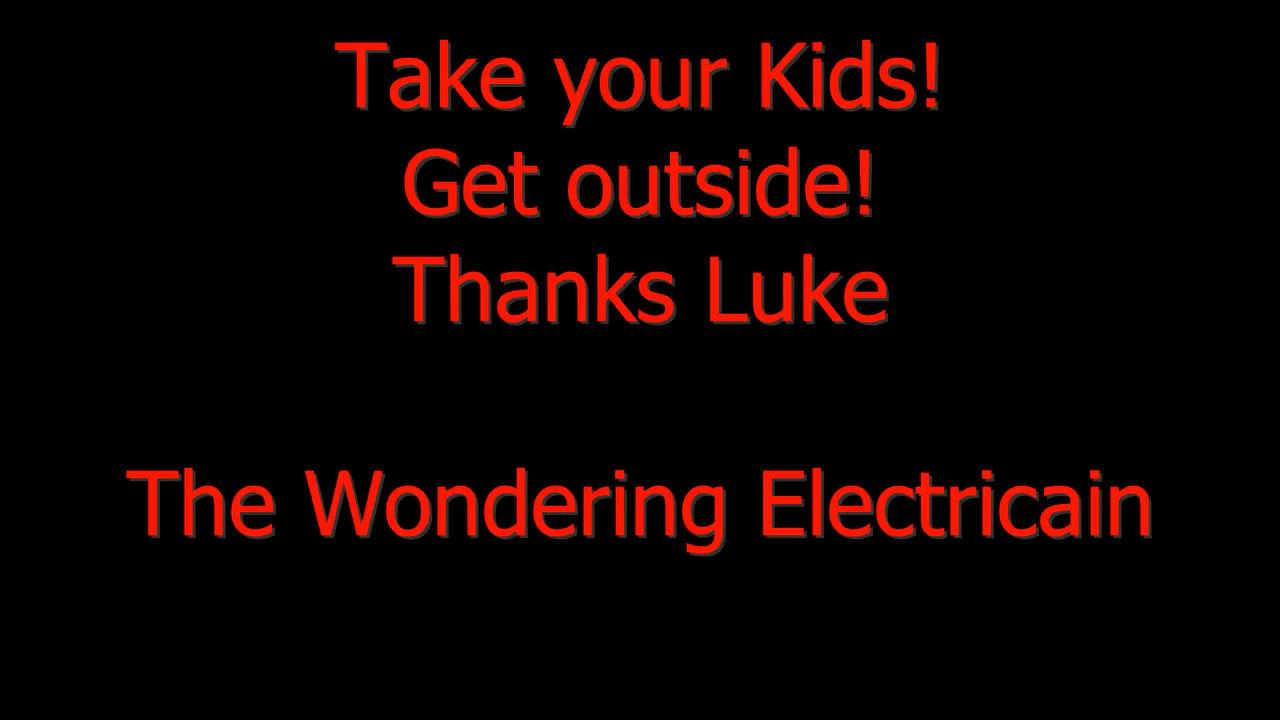 Take your Kids!
Get outside!
Thanks Luke
The Wondering Electricain